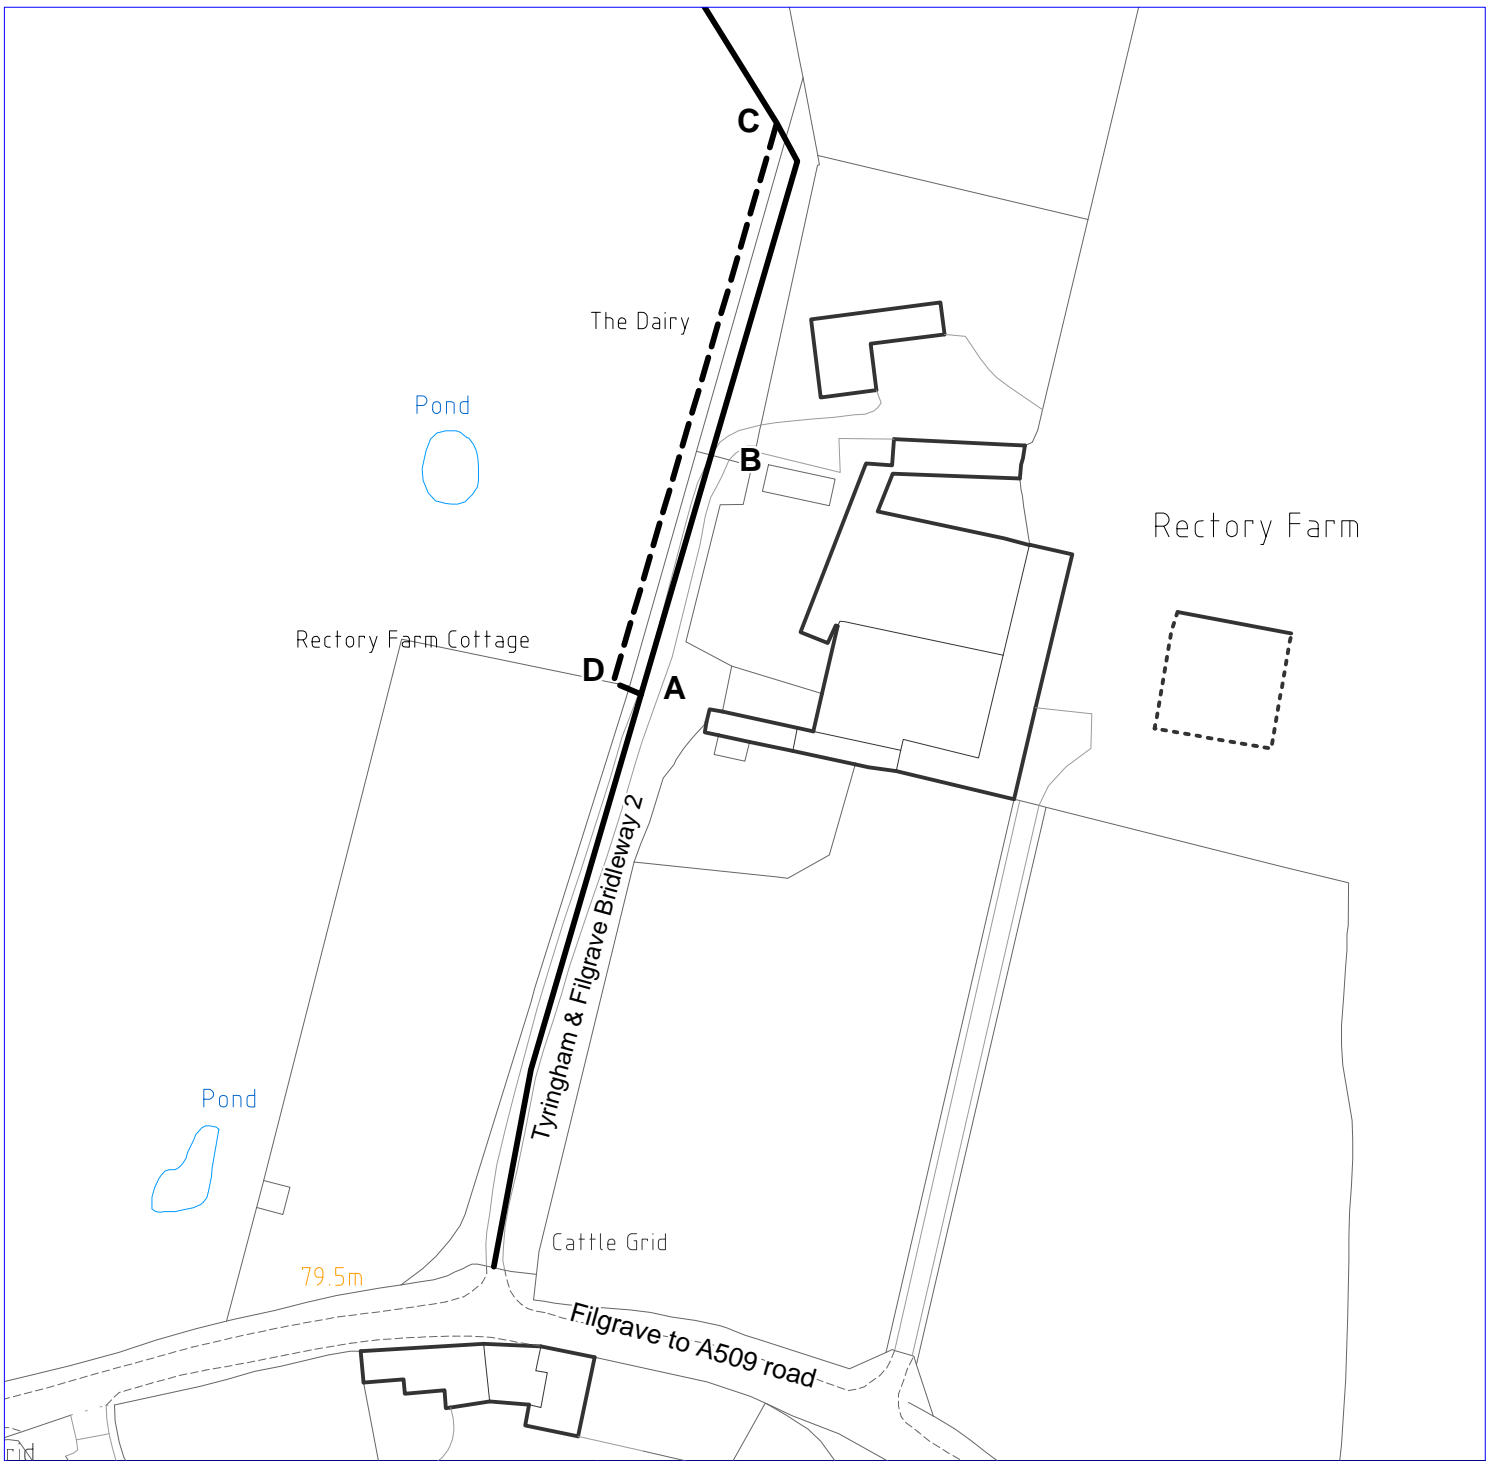 C
The Dairy
Pond
B
Rectory Farm
Rectory Farm Cottage
D
A
Tyringham & Filgrave Bridleway 2
Pond
Cattle Grid
79.5m
Filgrave to A509 road
rid